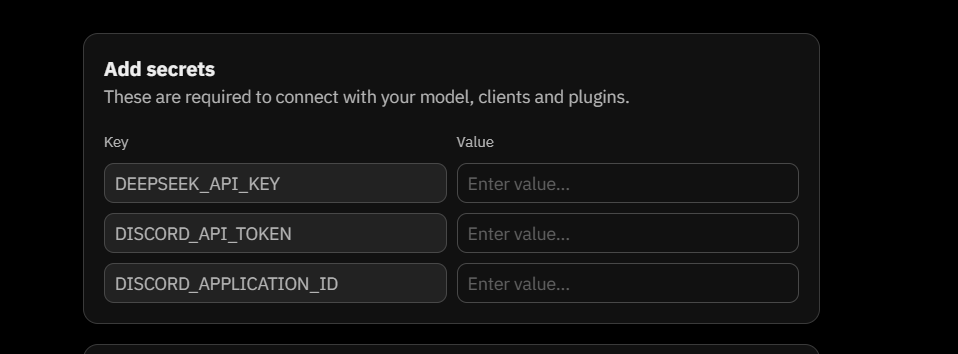 Add secrets
These are required to connect with your model, clients and plugins.
Key Value
DEEPSEEK_API_KEY Enter value...
DISCORD_API_TOKEN Enter value...
DISCORD_APPLICATION_ID Enter value...